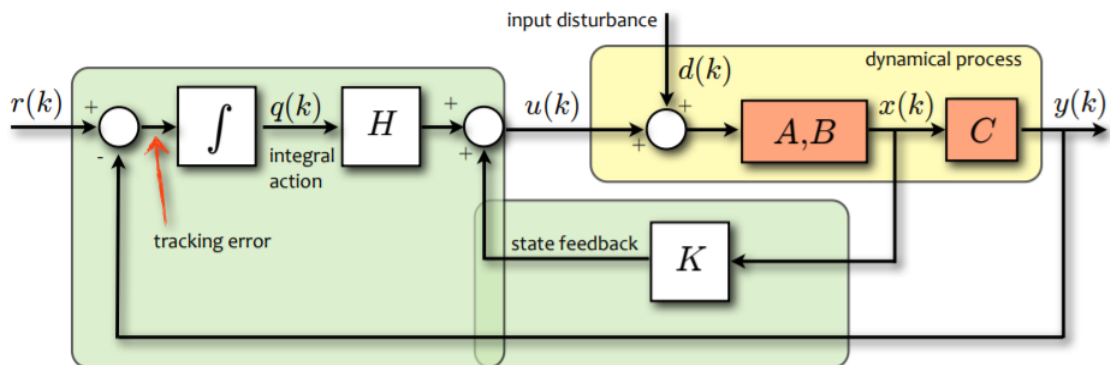 input disturbance
d(k)
dynamical process
r(k)
+
-
∫
q(k)
integral
action
H
+
+
u(k)
+
+
A,B
x(k)
C
y(k)
tracking error
state feedback
K